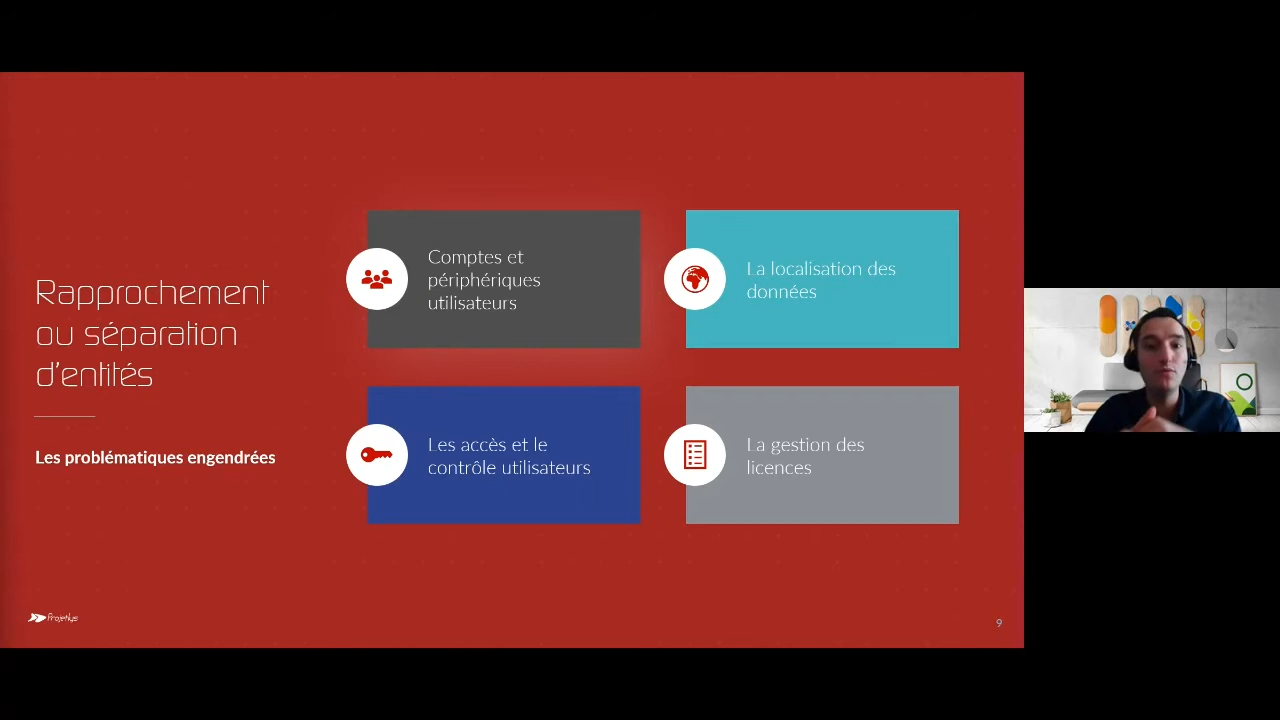 Rapprochement
ou séparation
d'entités
Les problématiques engendrées
Comptes et
périphériques
utilisateurs
La localisation des
données
Les accès et le
contrôle utilisateurs
La gestion des
licences
Projetlys
9